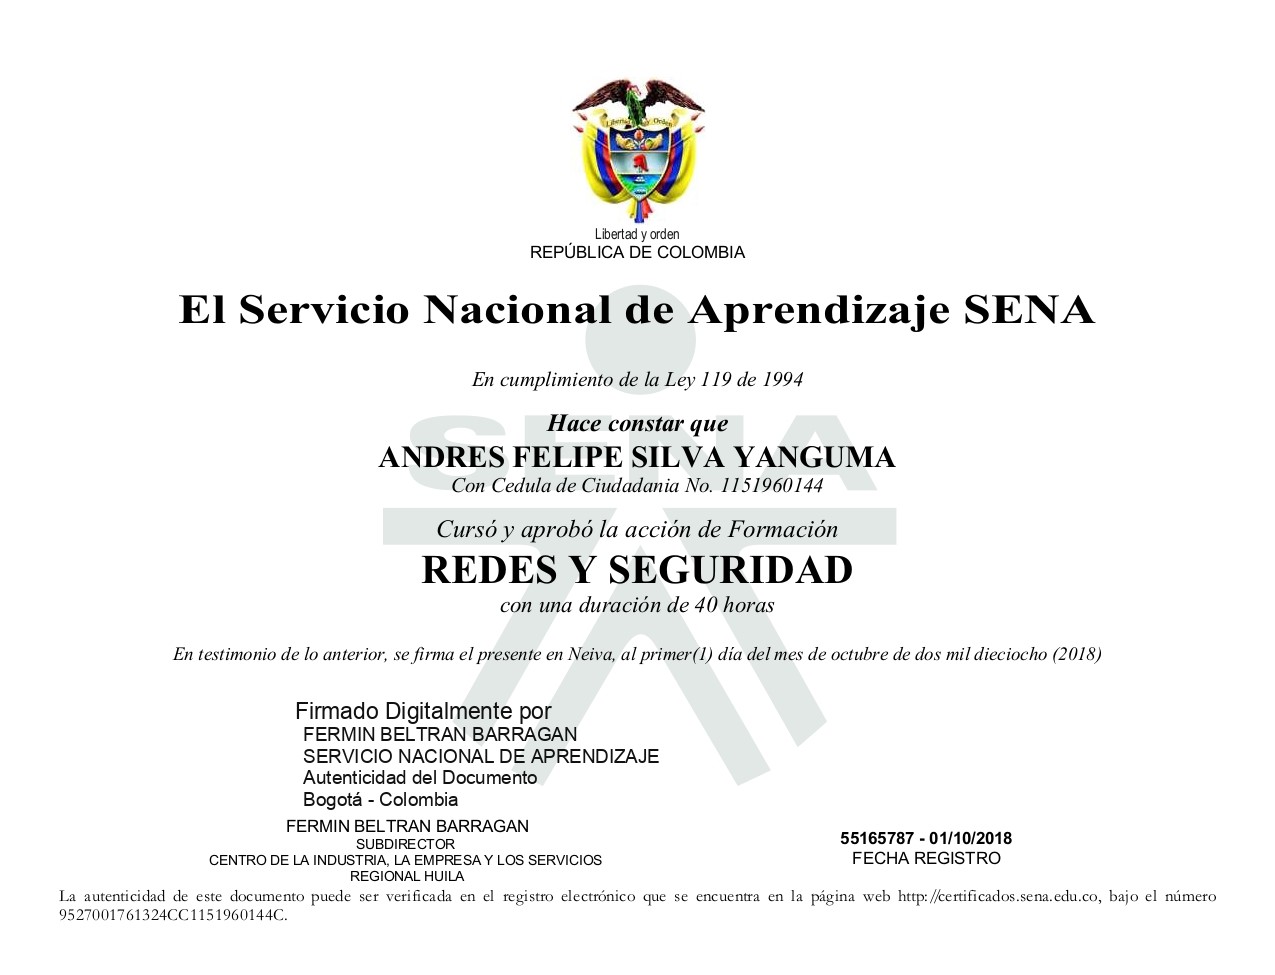 Libertad y Orden
Libertad y orden
REPÚBLICA DE COLOMBIA
El Servicio Nacional de Aprendizaje SENA
En cumplimiento de la Ley 119 de 1994
SENA
Hace constar que
ANDRES FELIPE SILVA YANGUMA
Con Cedula de Ciudadania No. 1151960144
Cursó y aprobó la acción de Formación
REDES Y SEGURIDAD
con una duración de 40 horas
En testimonio de lo anterior, se firma el presente en Neiva, al primer(1) día del mes de octubre de dos mil dieciocho (2018)
Firmado Digitalmente por
FERMIN BELTRAN BARRAGAN
SERVICIO NACIONAL DE APRENDIZAJE
Autenticidad del Documento
Bogotá - Colombia
FERMIN BELTRAN BARRAGAN
SUBDIRECTOR
CENTRO DE LA INDUSTRIA, LA EMPRESA Y LOS SERVICIOS
REGIONAL HUILA
55165787 - 01/10/2018
FECHA REGISTRO
La autenticidad de este documento puede ser verificada en el registro electrónico que se encuentra en la página web http://certificados.sena.edu.co, bajo el número
9527001761324CC1151960144C.